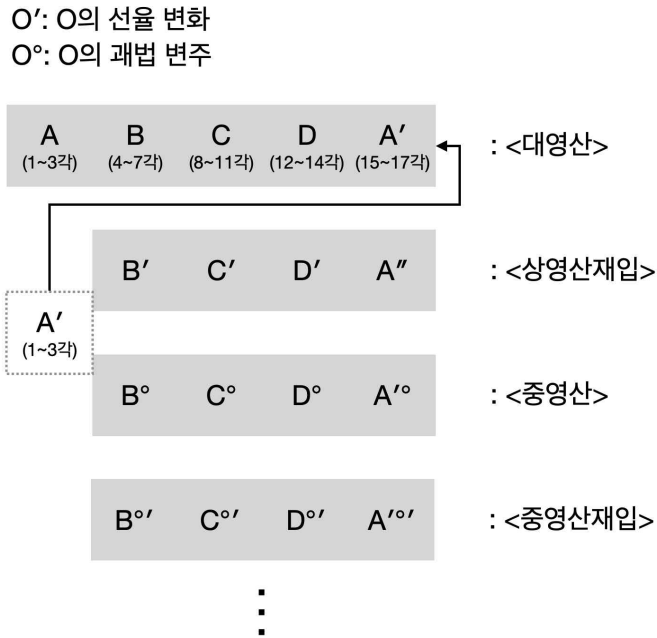 O′: O의 선율 변화
O°: O의 괘법 변주
A B C D A′ : <대영산>
(1~3각) (4~7각) (8~11각) (12~14각) (15~17각)
B′ C′ D′ A″ : <상영산재입>
A′
(1~3각)
B° C° D° A′° : <중영산>
B°′ C°′ D°′ A′°′ : <중영산재입>